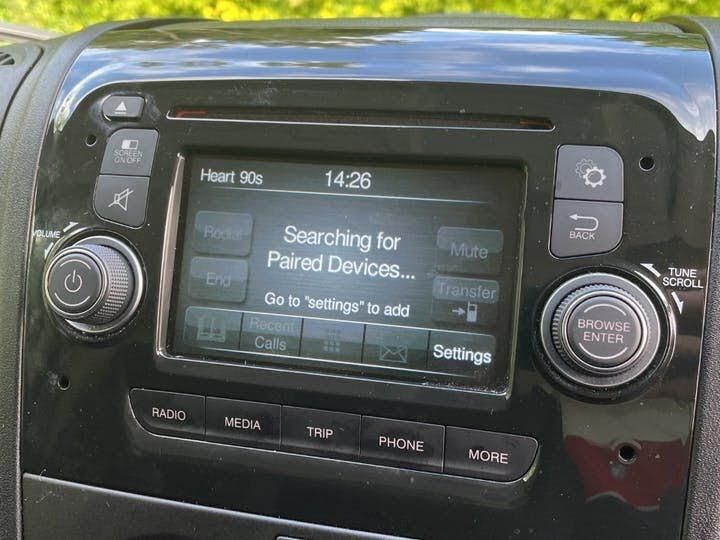 SCREEN
ON/OFF
VOLUME
Heart 90s 14:26
Redial
Searching for
Paired Devices...
Mute
End
Transfer
Go to "settings" to add
Recent
Calls
Settings
BACK
TUNE
SCROLL
BROWSE
ENTER
RADIO
MEDIA
TRIP
PHONE
MORE